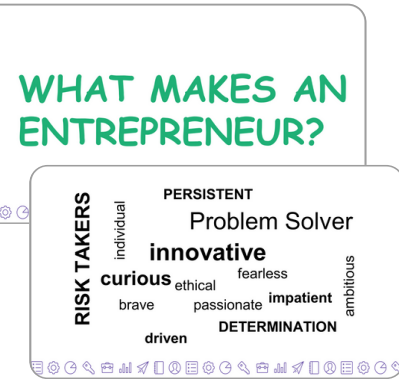 WHAT MAKES AN
ENTREPRENEUR?
PERSISTENT
RISK TAKERS
individual
Problem Solver
innovative
curious
ethical
fearless
ambitious
brave
passionate
impatient
DETERMINATION
driven